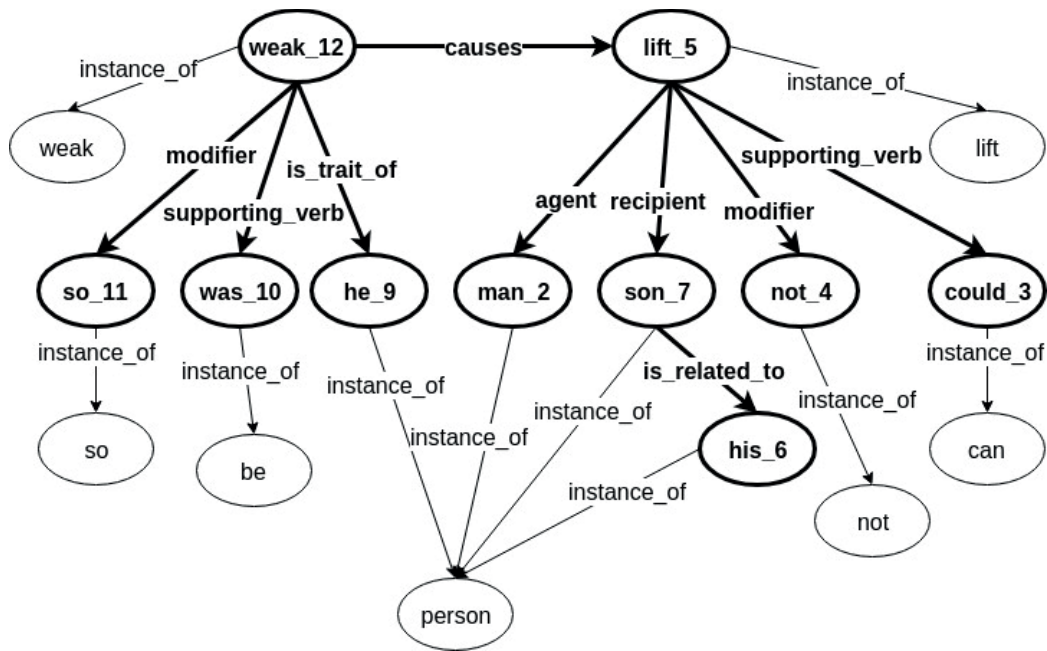 weak_12
causes
lift_5
instance_of
instance_of
weak
lift
modifier
supporting_verb
is_trait_of
agent
recipient
modifier
supporting_verb
so_11
was_10
he_9
man_2
son_7
not_4
could_3
instance_of
instance_of
instance_of
instance_of
instance_of
is_related_to
instance_of
instance_of
so
be
his_6
can
instance_of
not
person